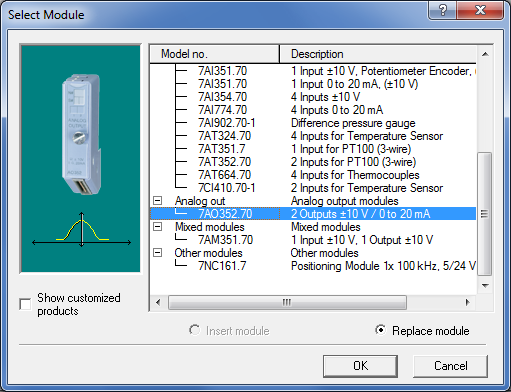 Select Module
Model no. Description
7AI351.70 1 Input ±10 V, Potentiometer Encoder,
7AI351.70 1 Input 0 to 20 mA, (±10 V)
7AI354.70 4 Inputs ±10 V
7AI774.70 4 Inputs 0 to 20 mA
7AI902.70-1 Difference pressure gauge
7AT324.70 4 Inputs for Temperature Sensor
7AT351.7 1 Input for PT100 (3-wire)
7AT352.70 2 Inputs for PT100 (3-wire)
7AT664.70 4 Inputs for Thermocouples
7CI410.70-1 2 Inputs for Temperature Sensor
Analog out Analog output modules
7AO352.70 2 Outputs ±10 V / 0 to 20 mA
Mixed modules Mixed modules
7AM351.70 1 Input ±10 V, 1 Output ±10 V
Other modules Other modules
7NC161.7 Positioning Module 1x 100 kHz, 5/24 V
Show customized
products
Insert module Replace module
OK Cancel